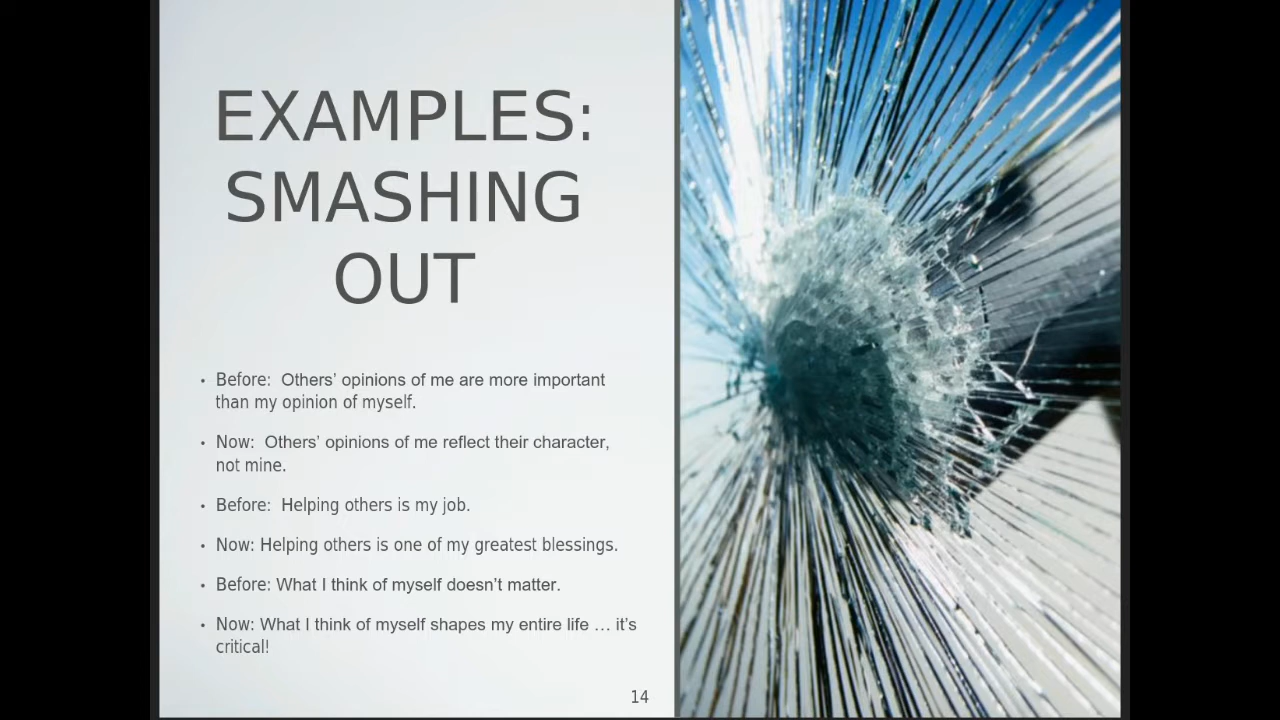 EXAMPLES:
SMASHING
OUT
• Before:  Others’ opinions of me are more important
than my opinion of myself.
• Now:  Others’ opinions of me reflect their character,
not mine.
• Before:  Helping others is my job.
• Now: Helping others is one of my greatest blessings.
• Before: What I think of myself doesn’t matter.
• Now: What I think of myself shapes my entire life … it’s
critical!
14